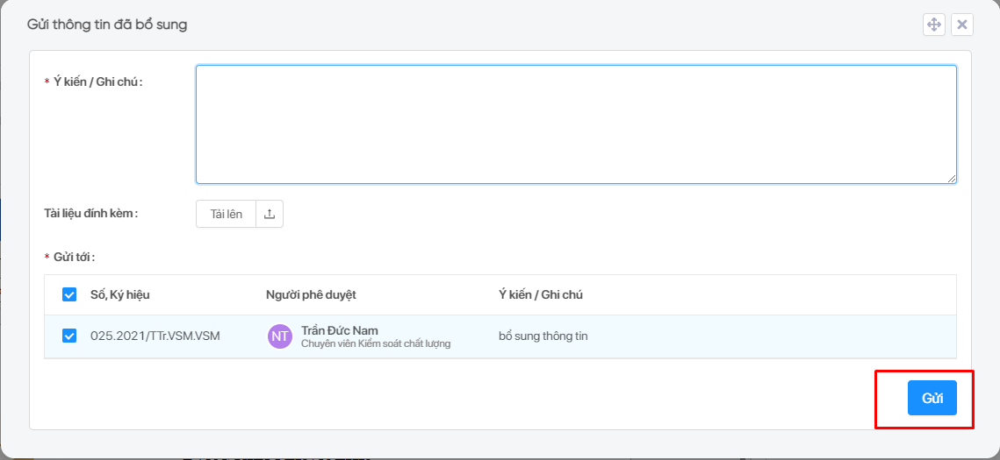 Gửi thông tin đã bổ sung
* Ý kiến / Ghi chú :
Tài liệu đính kèm :
Tải lên
* Gửi tới :
Số, Ký hiệu Người phê duyệt Ý kiến / Ghi chú
025.2021/TTr.VSM.VSM NT Trần Đức Nam bổ sung thông tin
Chuyên viên Kiểm soát chất lượng
Gửi